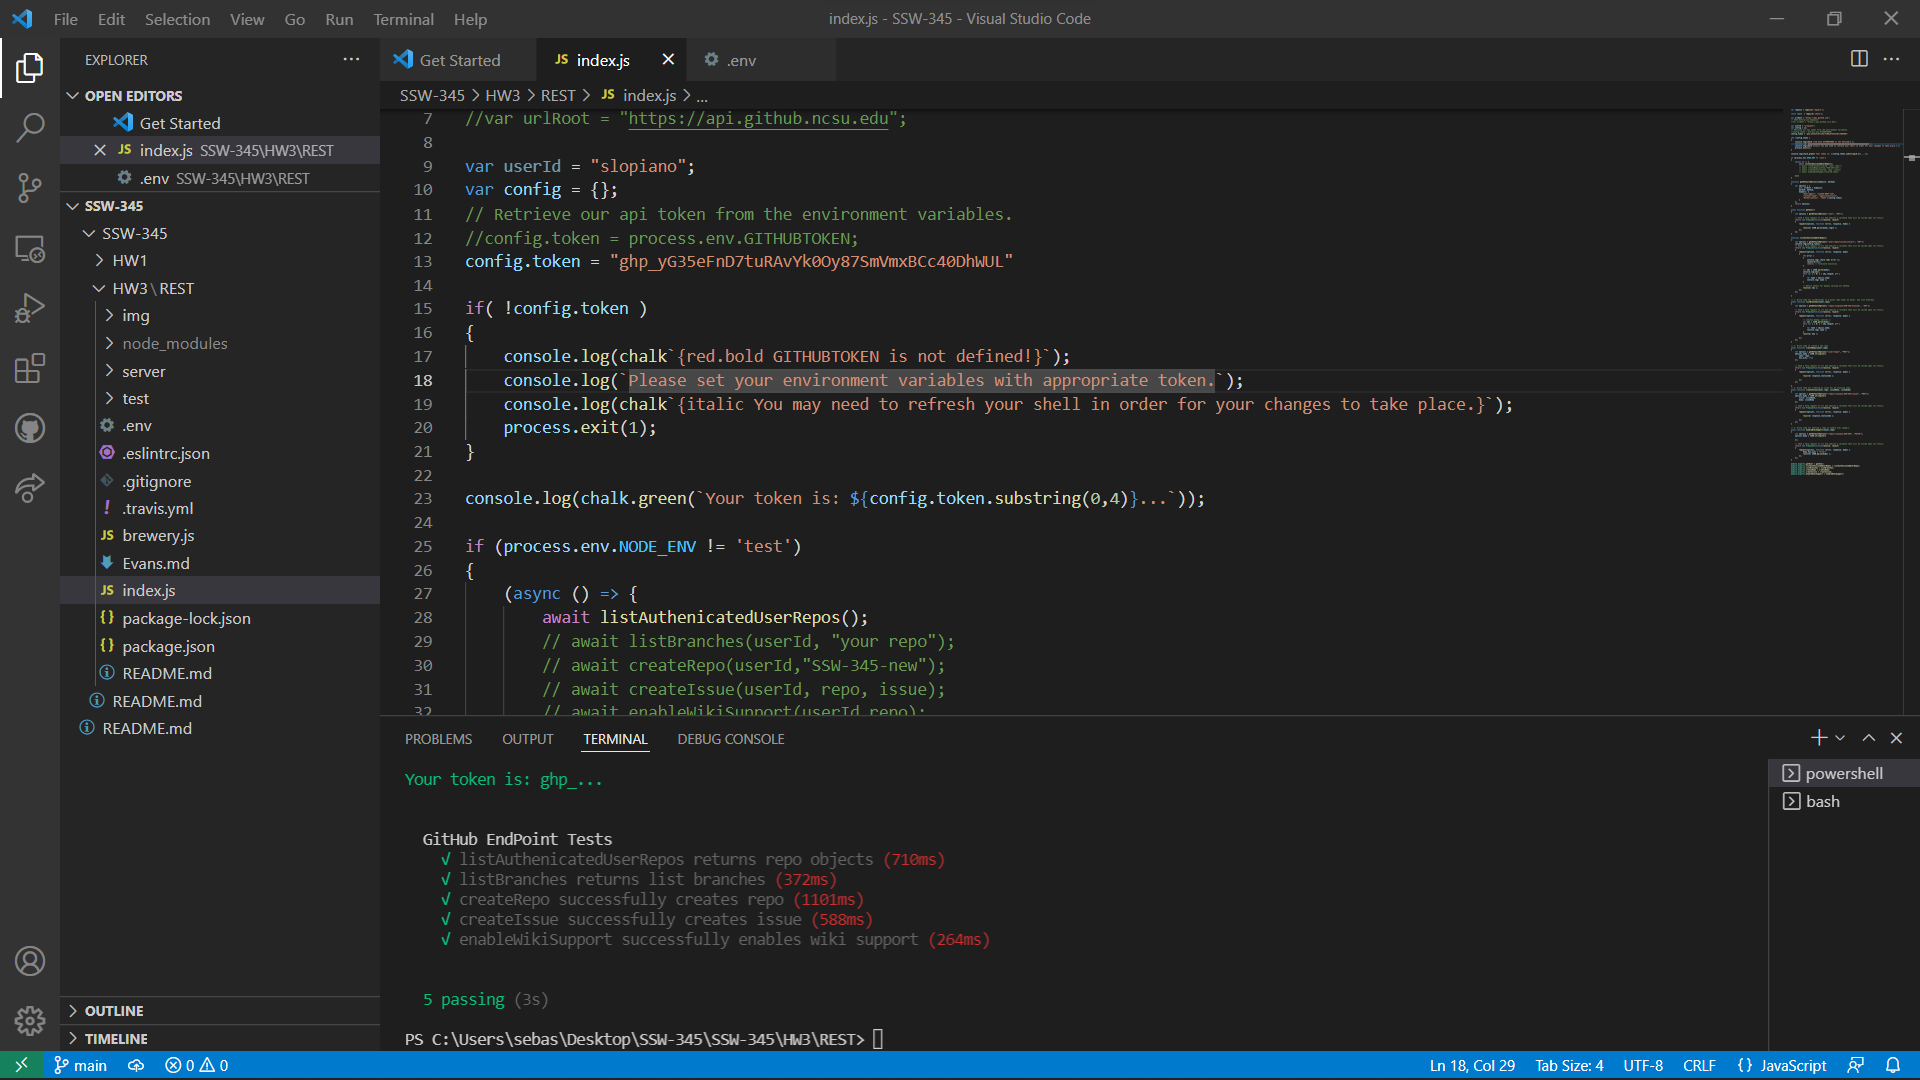 File Edit Selection View Go Run Terminal Help
index.js - SSW-345 - Visual Studio Code
EXPLORER
OPEN EDITORS
Get Started
JS index.js SSW-345\HW3\REST
.env SSW-345\HW3\REST
SSW-345
SSW-345
HW1
HW3\REST
img
node_modules
server
test
.env
.eslintrc.json
.gitignore
! .travis.yml
JS brewery.js
Evans.md
JS index.js
{} package-lock.json
{} package.json
README.md
README.md
README.md
OUTLINE
TIMELINE
Get Started
JS index.js
.env
SSW-345 > HW3 > REST > JS index.js > ...
7 //var urlRoot = "https://api.github.ncsu.edu";
8
9 var userId = "slopiano";
10 var config = {};
11 // Retrieve our api token from the environment variables.
12 //config.token = process.env.GITHUBTOKEN;
13 config.token = "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"
14
15 if( !config.token )
16 {
17 console.log(chalk`{red.bold GITHUBTOKEN is not defined!}`);
18 console.log(`Please set your environment variables with appropriate token.`);
19 console.log(chalk`{italic You may need to refresh your shell in order for your changes to take place.}`);
20 process.exit(1);
21 }
22
23 console.log(chalk.green(`Your token is: ${config.token.substring(0,4)}...`));
24
25 if (process.env.NODE_ENV != 'test')
26 {
27 (async () => {
28 await listAuthenicatedUserRepos();
29 // await listBranches(userId, "your repo");
30 // await createRepo(userId,"SSW-345-new");
31 // await createIssue(userId, repo, issue);
32 // await enableWikiSupport(userId,repo);
PROBLEMS OUTPUT TERMINAL DEBUG CONSOLE
Your token is: ghp_...
GitHub EndPoint Tests
√ listAuthenicatedUserRepos returns repo objects (710ms)
√ listBranches returns list branches (372ms)
√ createRepo successfully creates repo (1101ms)
√ createIssue successfully creates issue (588ms)
√ enableWikiSupport successfully enables wiki support (264ms)
5 passing (3s)
PS C:\Users\sebas\Desktop\SSW-345\SSW-345\HW3\REST>
powershell
bash
main 0 0
Ln 18, Col 29 Tab Size: 4 UTF-8 CRLF {} JavaScript